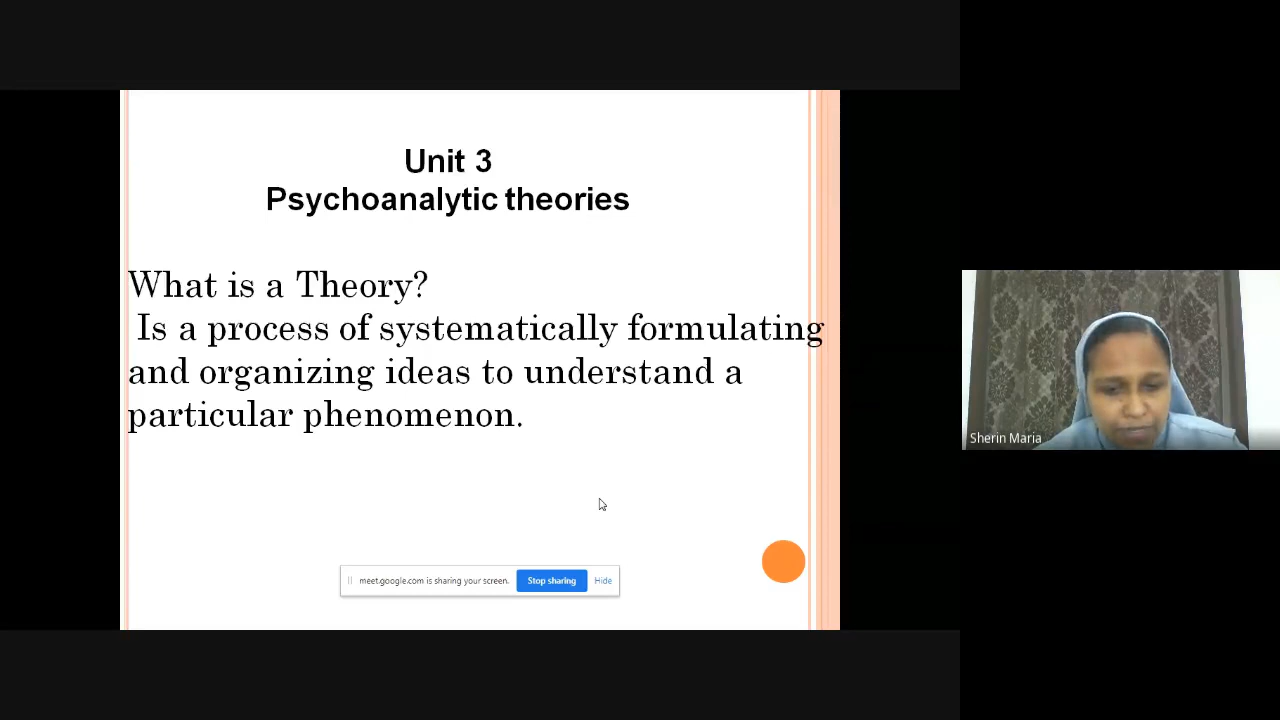 Unit 3
Psychoanalytic theories
What is a Theory?
Is a process of systematically formulating
and organizing ideas to understand a
particular phenomenon.
Sherin Maria
meet.google.com is sharing your screen. Stop sharing Hide